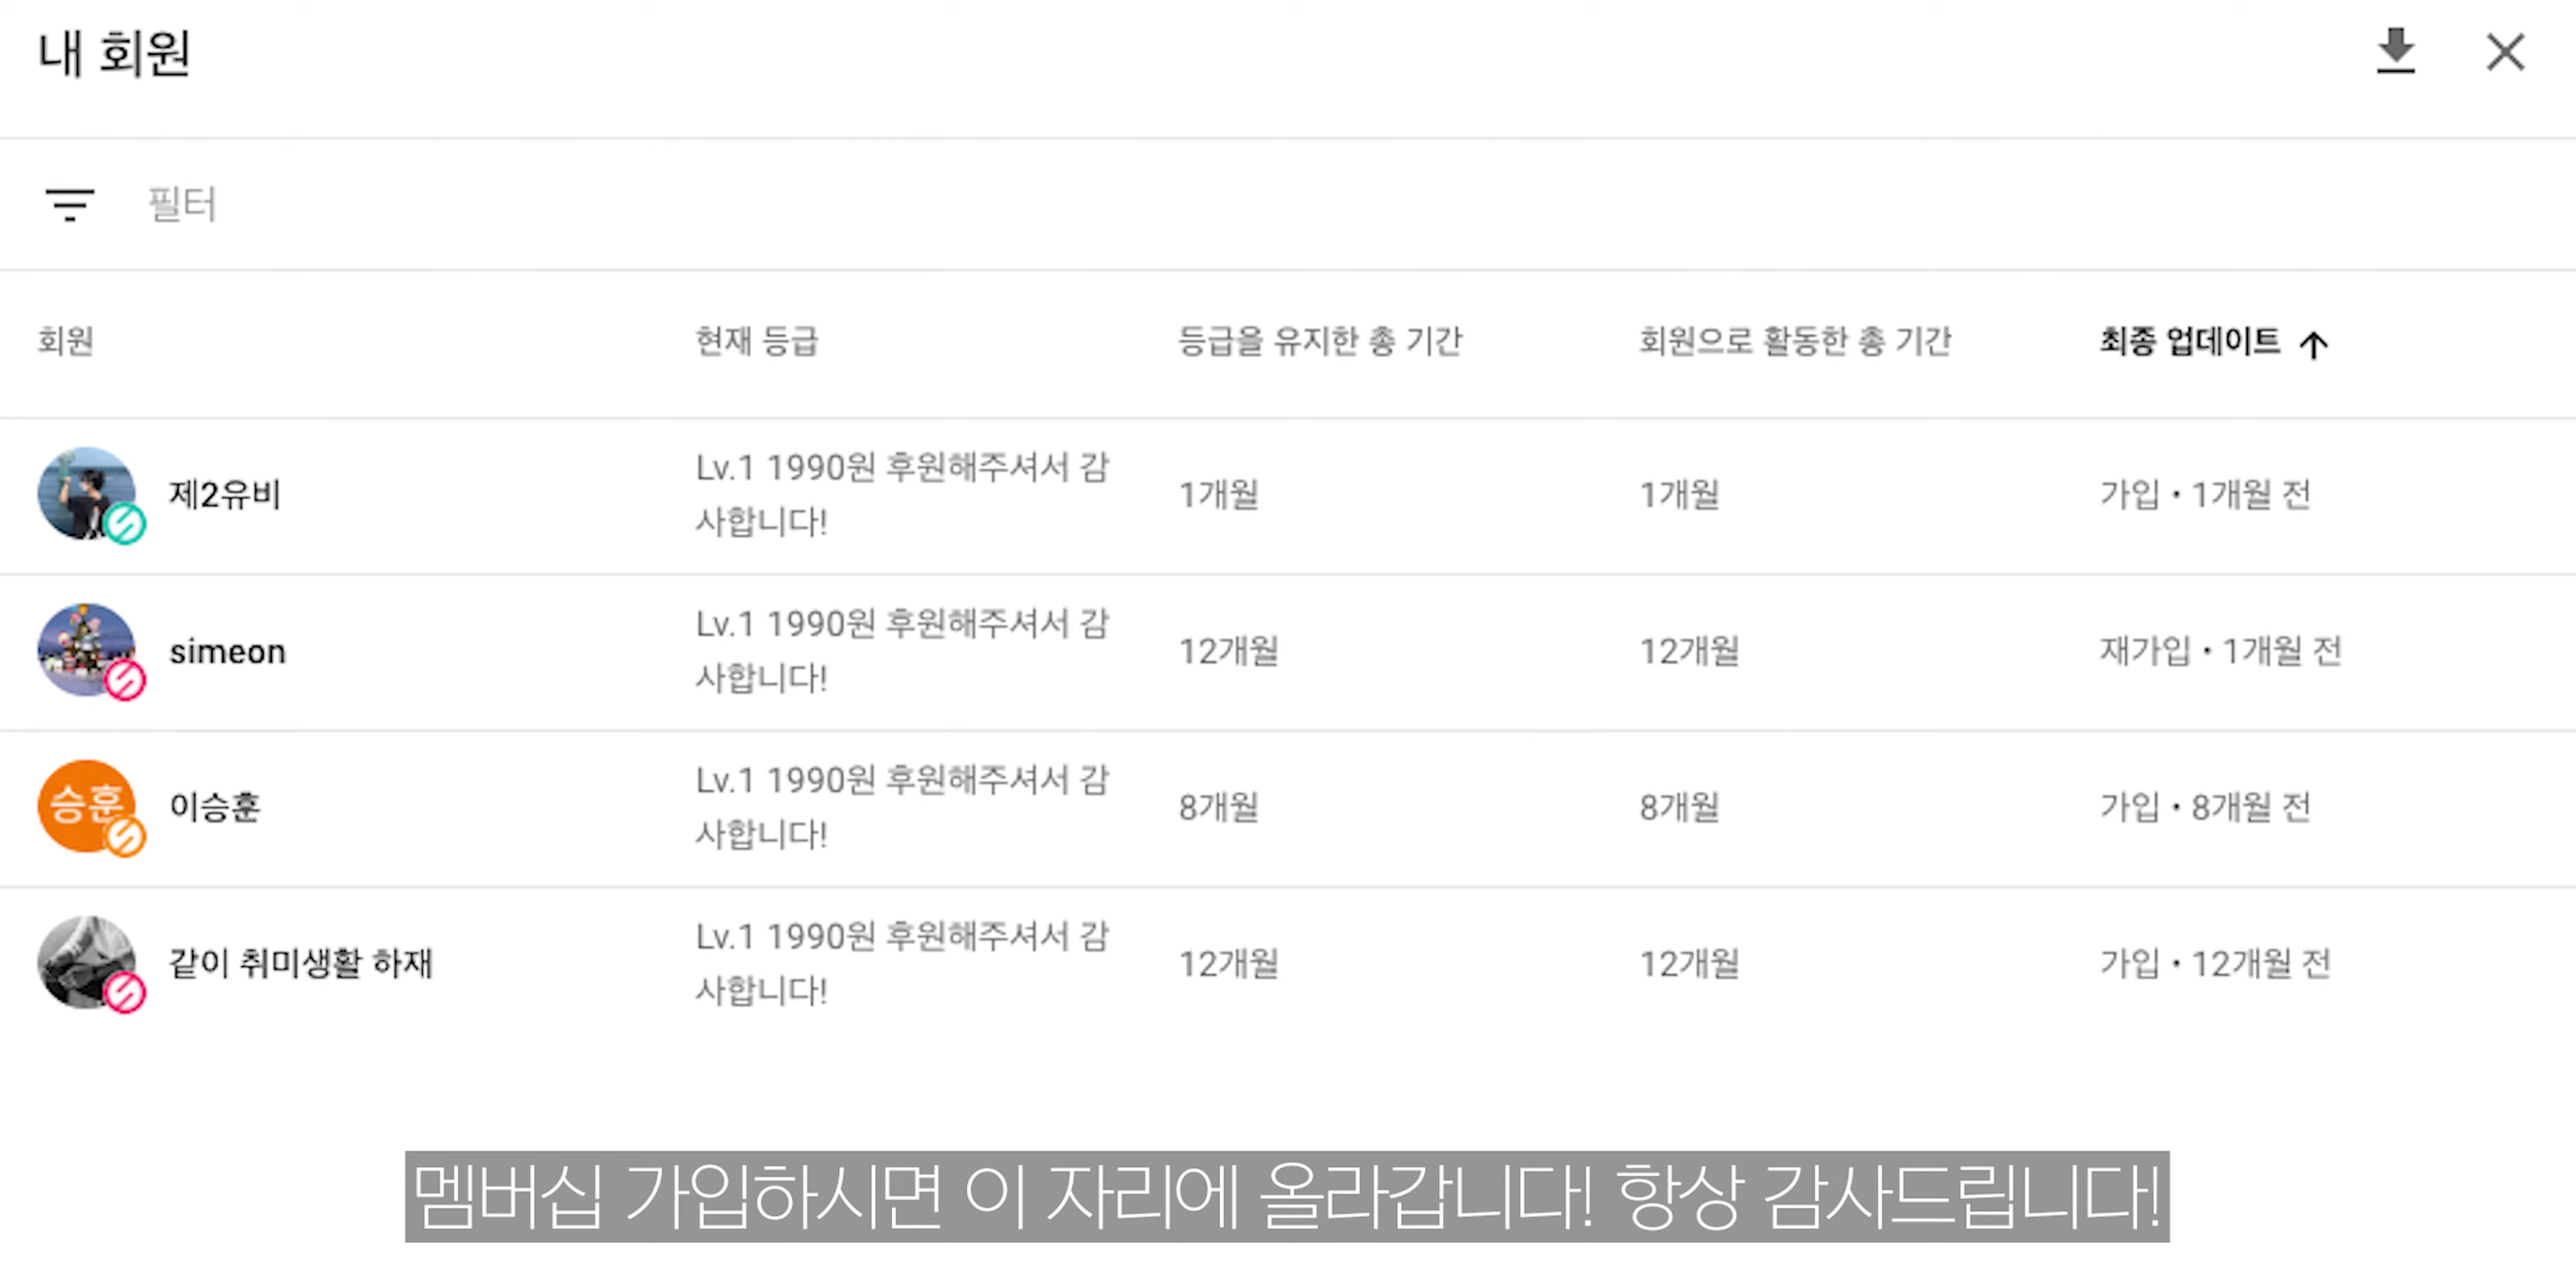 내 회원
필터
회원 현재 등급 등급을 유지한 총 기간 회원으로 활동한 총 기간 최종 업데이트
제2유비 Lv.1 1990원 후원해주셔서 감사합니다! 1개월 1개월 가입 • 1개월 전
simeon Lv.1 1990원 후원해주셔서 감사합니다! 12개월 12개월 재가입 • 1개월 전
승훈 이승훈 Lv.1 1990원 후원해주셔서 감사합니다! 8개월 8개월 가입 • 8개월 전
같이 취미생활 하재 Lv.1 1990원 후원해주셔서 감사합니다! 12개월 12개월 가입 • 12개월 전
멤버십 가입하시면 이 자리에 올라갑니다! 항상 감사드립니다!